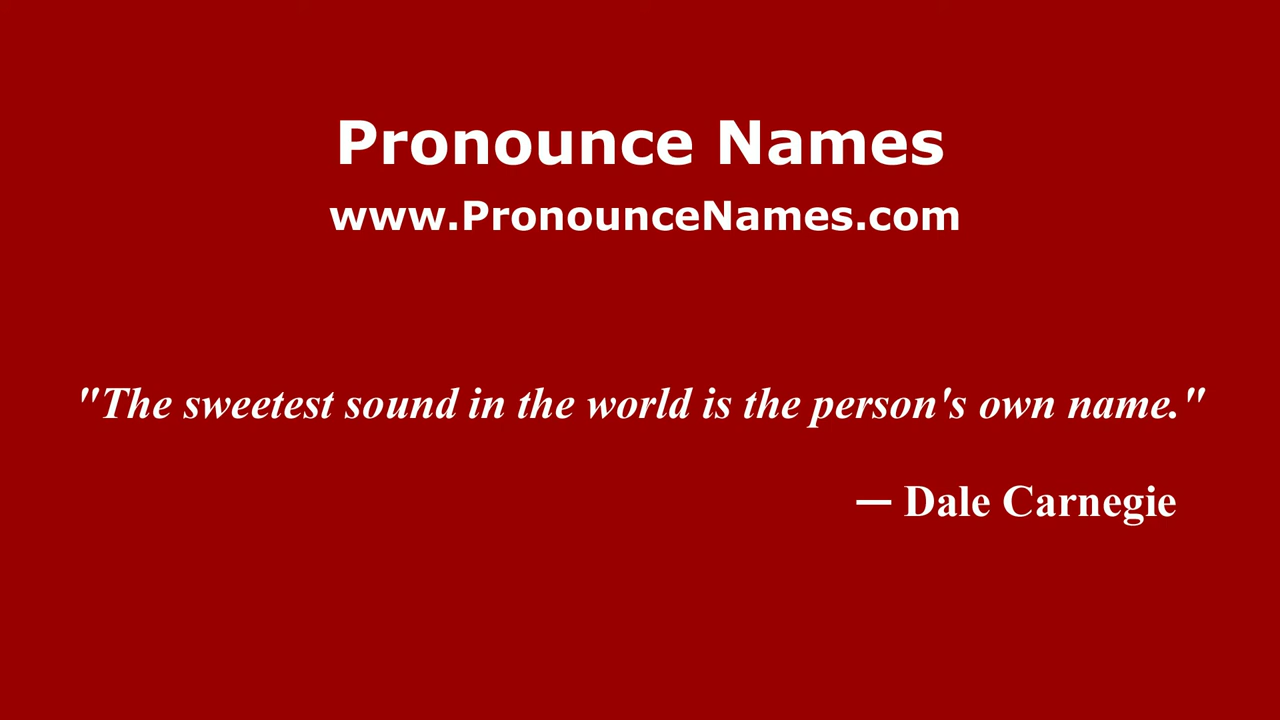 Pronounce Names
www.PronounceNames.com
"The sweetest sound in the world is the person's own name."
— Dale Carnegie